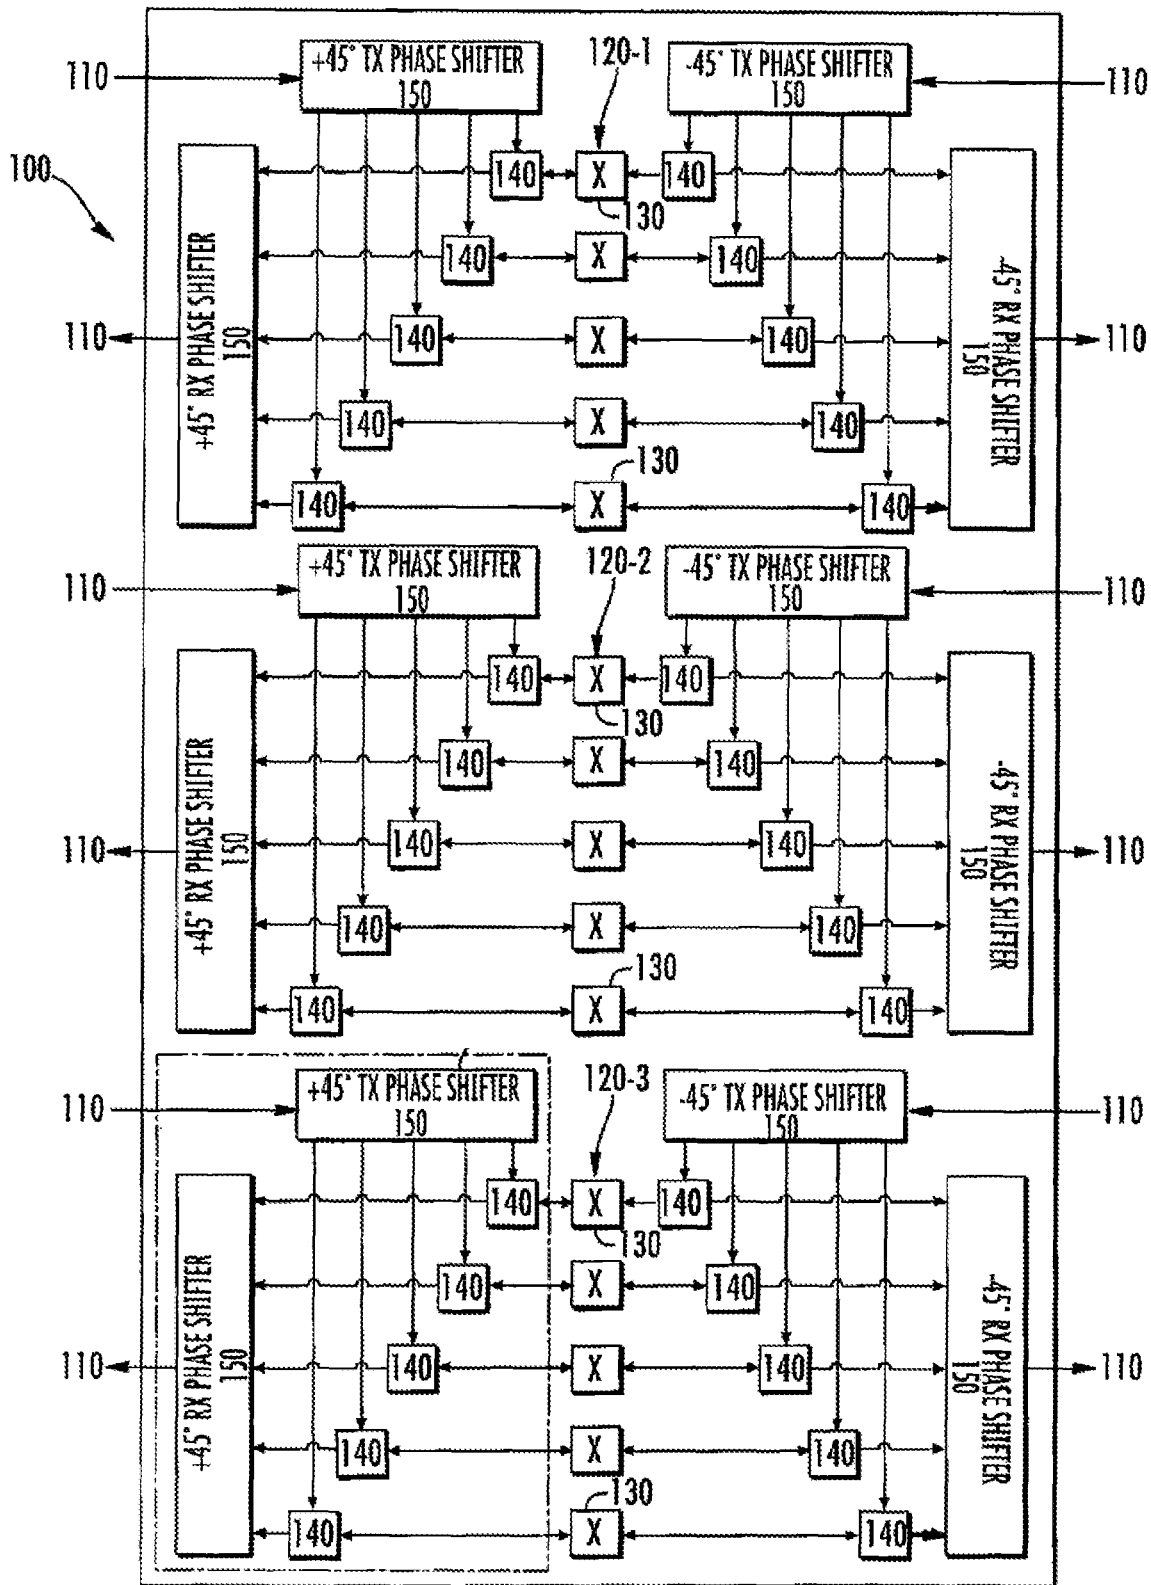 +45° TX PHASE SHIFTER
150
120-1
-45° TX PHASE SHIFTER
150
110
110
100
140
X
140
130
140
X
140
+45° RX PHASE SHIFTER
150
-45° RX PHASE SHIFTER
150
110
140
X
140
110
140
X
140
130
140
X
140
+45° TX PHASE SHIFTER
150
120-2
-45° TX PHASE SHIFTER
150
110
110
140
X
140
130
140
X
140
+45° RX PHASE SHIFTER
150
-45° RX PHASE SHIFTER
150
110
140
X
140
110
140
X
140
130
140
X
140
+45° TX PHASE SHIFTER
150
120-3
-45° TX PHASE SHIFTER
150
110
110
140
X
140
130
140
X
140
+45° RX PHASE SHIFTER
150
-45° RX PHASE SHIFTER
150
110
140
X
140
110
140
X
140
130
140
X
140